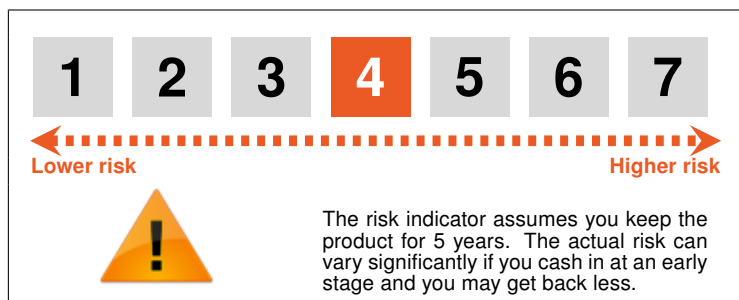 1 2 3 4 5 6 7
Lower risk Higher risk
!
The risk indicator assumes you keep the
product for 5 years. The actual risk can
vary significantly if you cash in at an early
stage and you may get back less.